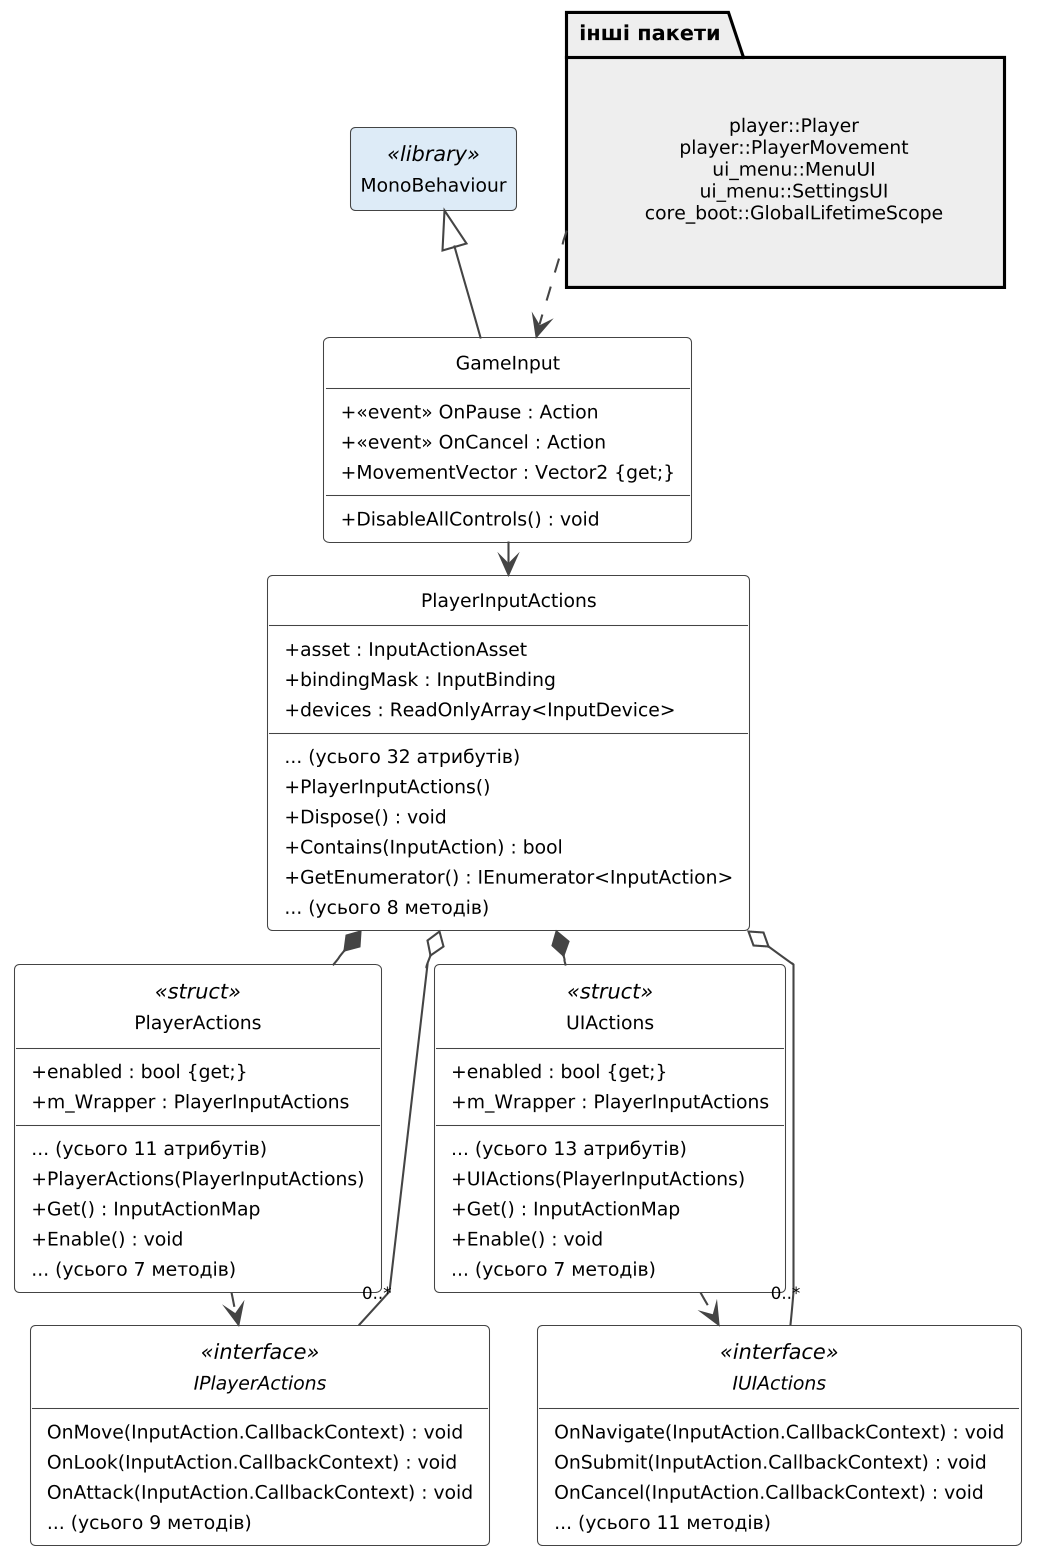 інші пакети
player::Player
player::PlayerMovement
ui_menu::MenuUI
ui_menu::SettingsUI
core_boot::GlobalLifetimeScope
«library»
MonoBehaviour
GameInput
+«event» OnPause : Action
+«event» OnCancel : Action
+MovementVector : Vector2 {get;}
+DisableAllControls() : void
PlayerInputActions
+asset : InputActionAsset
+bindingMask : InputBinding
+devices : ReadOnlyArray<InputDevice>
... (усього 32 атрибутів)
+PlayerInputActions()
+Dispose() : void
+Contains(InputAction) : bool
+GetEnumerator() : IEnumerator<InputAction>
... (усього 8 методів)
«struct»
PlayerActions
+enabled : bool {get;}
+m_Wrapper : PlayerInputActions
... (усього 11 атрибутів)
+PlayerActions(PlayerInputActions)
+Get() : InputActionMap
+Enable() : void
... (усього 7 методів)
«struct»
UIActions
+enabled : bool {get;}
+m_Wrapper : PlayerInputActions
... (усього 13 атрибутів)
+UIActions(PlayerInputActions)
+Get() : InputActionMap
+Enable() : void
... (усього 7 методів)
0..*
0..*
«interface»
IPlayerActions
OnMove(InputAction.CallbackContext) : void
OnLook(InputAction.CallbackContext) : void
OnAttack(InputAction.CallbackContext) : void
... (усього 9 методів)
«interface»
IUIActions
OnNavigate(InputAction.CallbackContext) : void
OnSubmit(InputAction.CallbackContext) : void
OnCancel(InputAction.CallbackContext) : void
... (усього 11 методів)